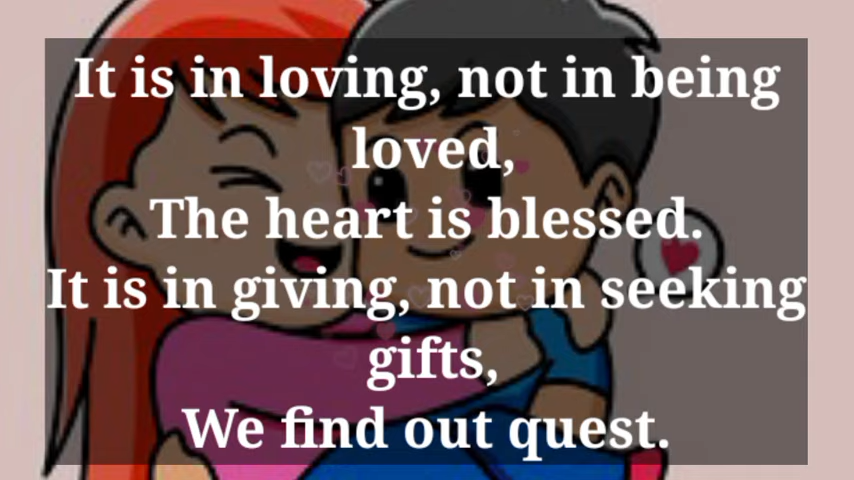 It is in loving, not in being
loved,
The heart is blessed.
It is in giving, not in seeking
gifts,
We find out quest.